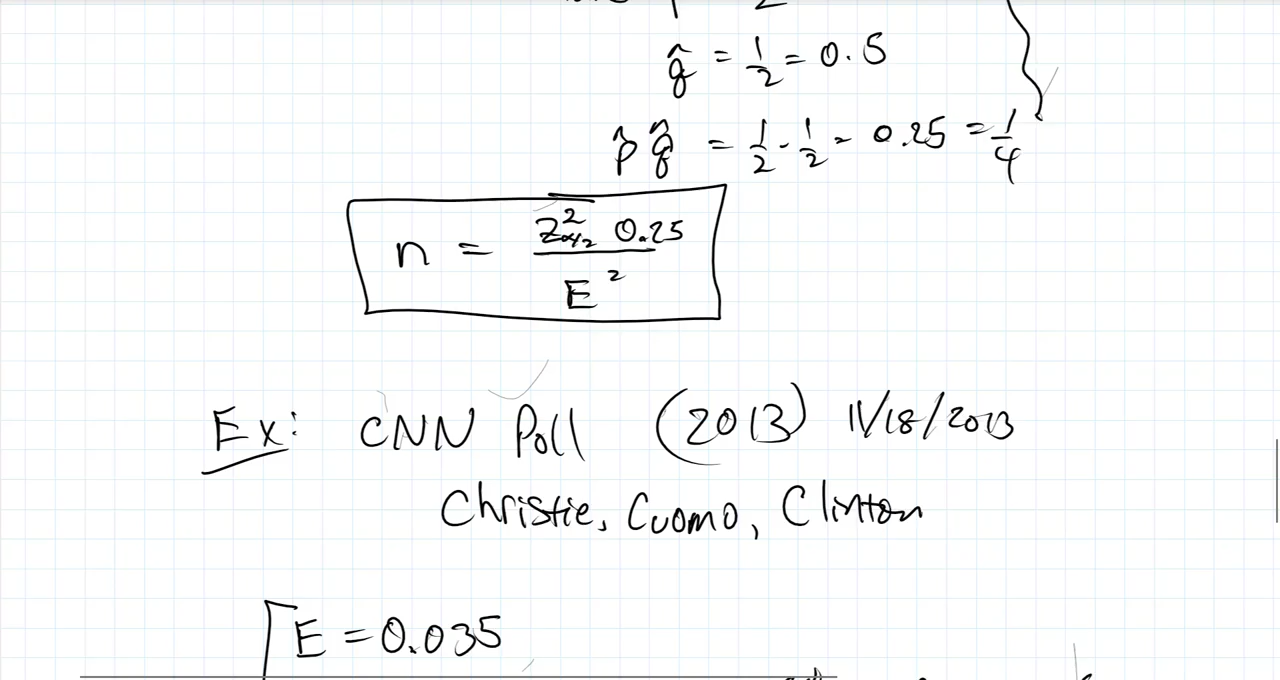 q̂ = 1/2 = 0.5
p̂ q̂ = 1/2 · 1/2 = 0.25 = 1/4
n = Z²α/2 0.25 / E²
Ex: CNN Poll (2013) 11/18/2013
Christie, Cuomo, Clinton
E = 0.035